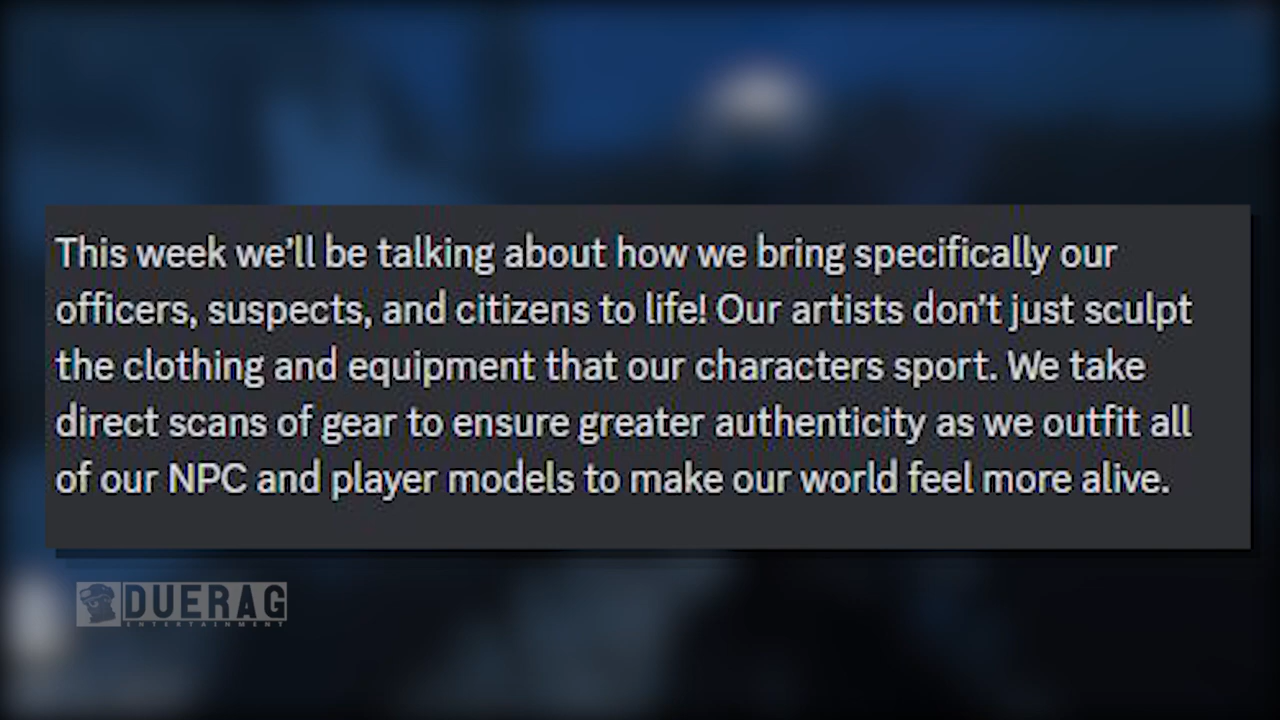 This week we’ll be talking about how we bring specifically our
officers, suspects, and citizens to life! Our artists don’t just sculpt
the clothing and equipment that our characters sport. We take
direct scans of gear to ensure greater authenticity as we outfit all
of our NPC and player models to make our world feel more alive.
DUERAG
ENTERTAINMENT